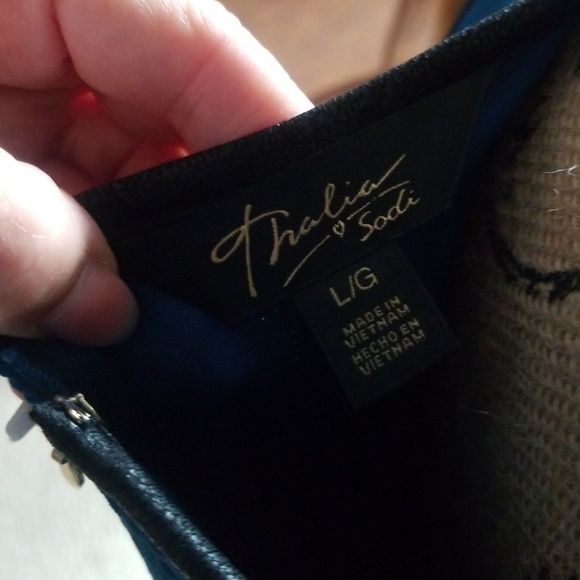 Thalia
Sodi
L/G
MADE IN
VIETNAM
HECHO EN
VIETNAM